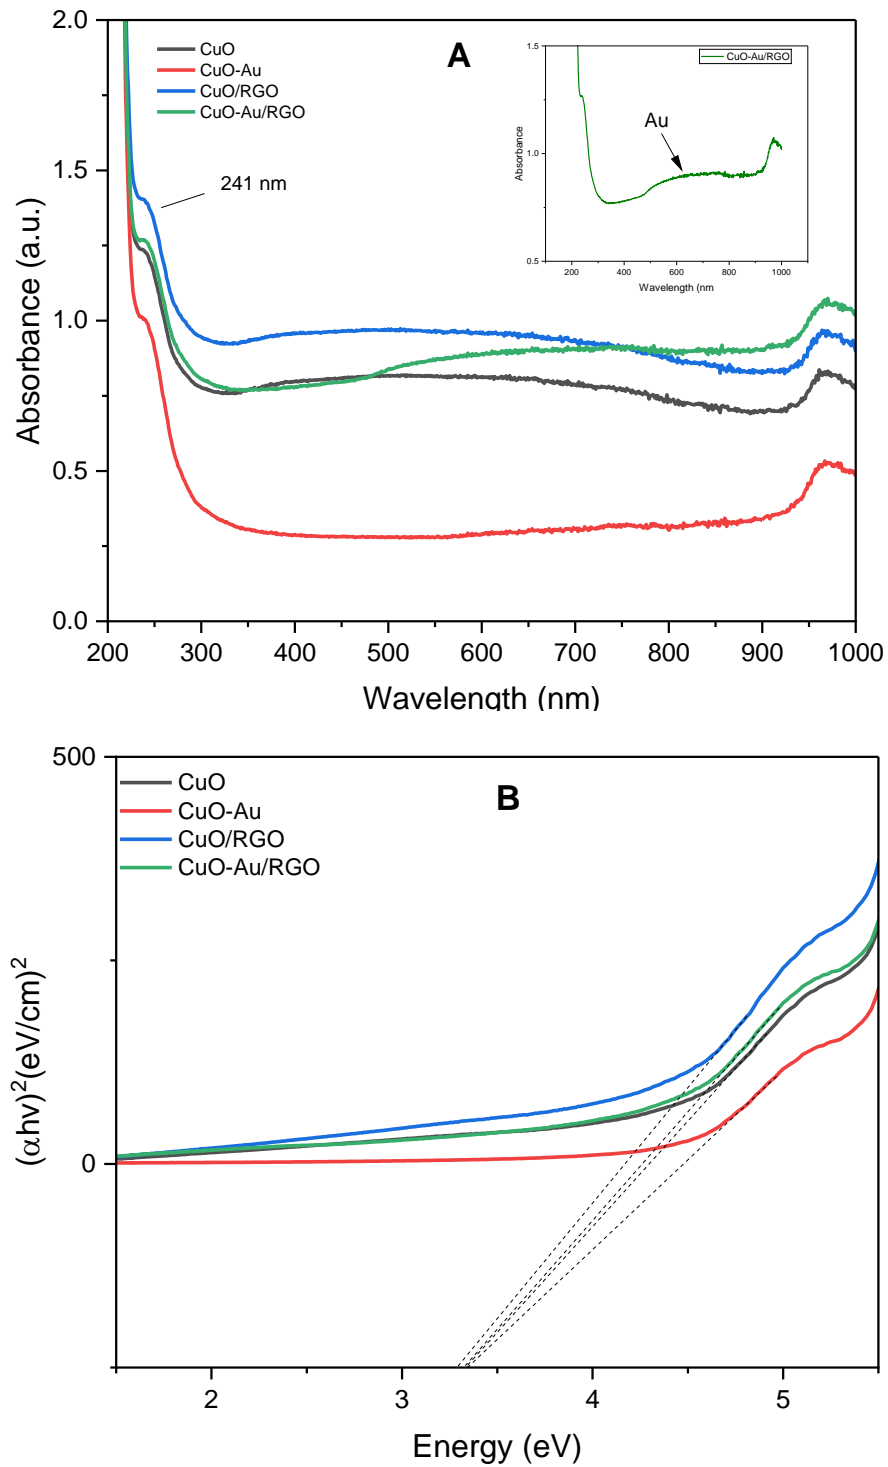 2.0
1.5
1.0
0.5
0.0
Absorbance (a.u.)
CuO
CuO-Au
CuO/RGO
CuO-Au/RGO
A
241 nm
1.5
1.0
0.5
Absorbance
CuO-Au/RGO
Au
200 400 600 800 1000
Wavelength (nm
200 300 400 500 600 700 800 900 1000
Wavelength (nm)
500
0
(αhv)²(eV/cm)²
CuO
CuO-Au
CuO/RGO
CuO-Au/RGO
B
2 3 4 5
Energy (eV)